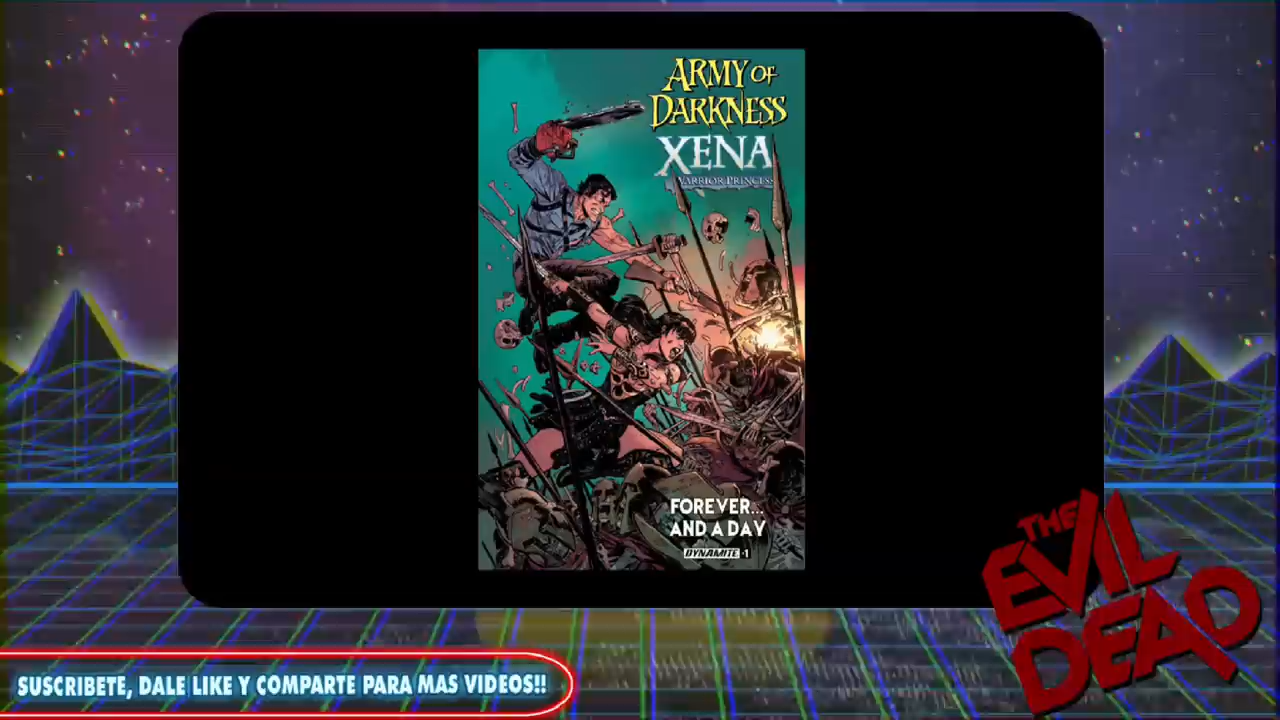 ARMY OF
DARKNESS
XENA
WARRIOR PRINCESS
FOREVER...
AND A DAY
DYNAMITE #1
THE
EVIL
DEAD
SUSCRIBETE, DALE LIKE Y COMPARTE PARA MAS VIDEOS!!